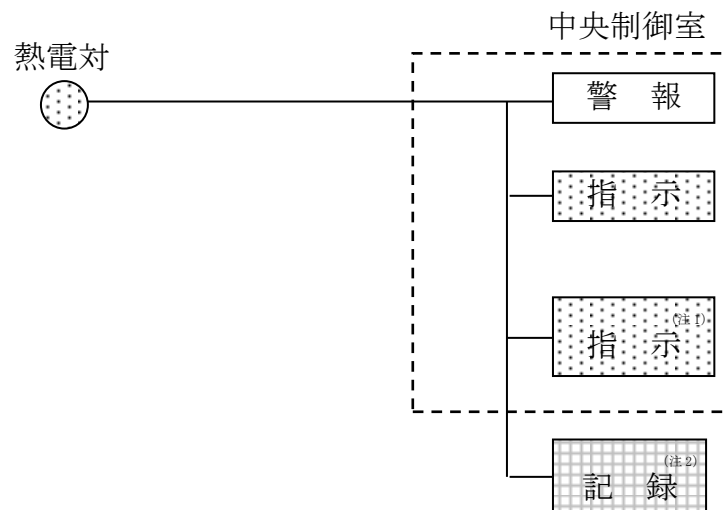 中央制御室
熱電対
警 報
指 示
(注1)
指 示
(注2)
記 録